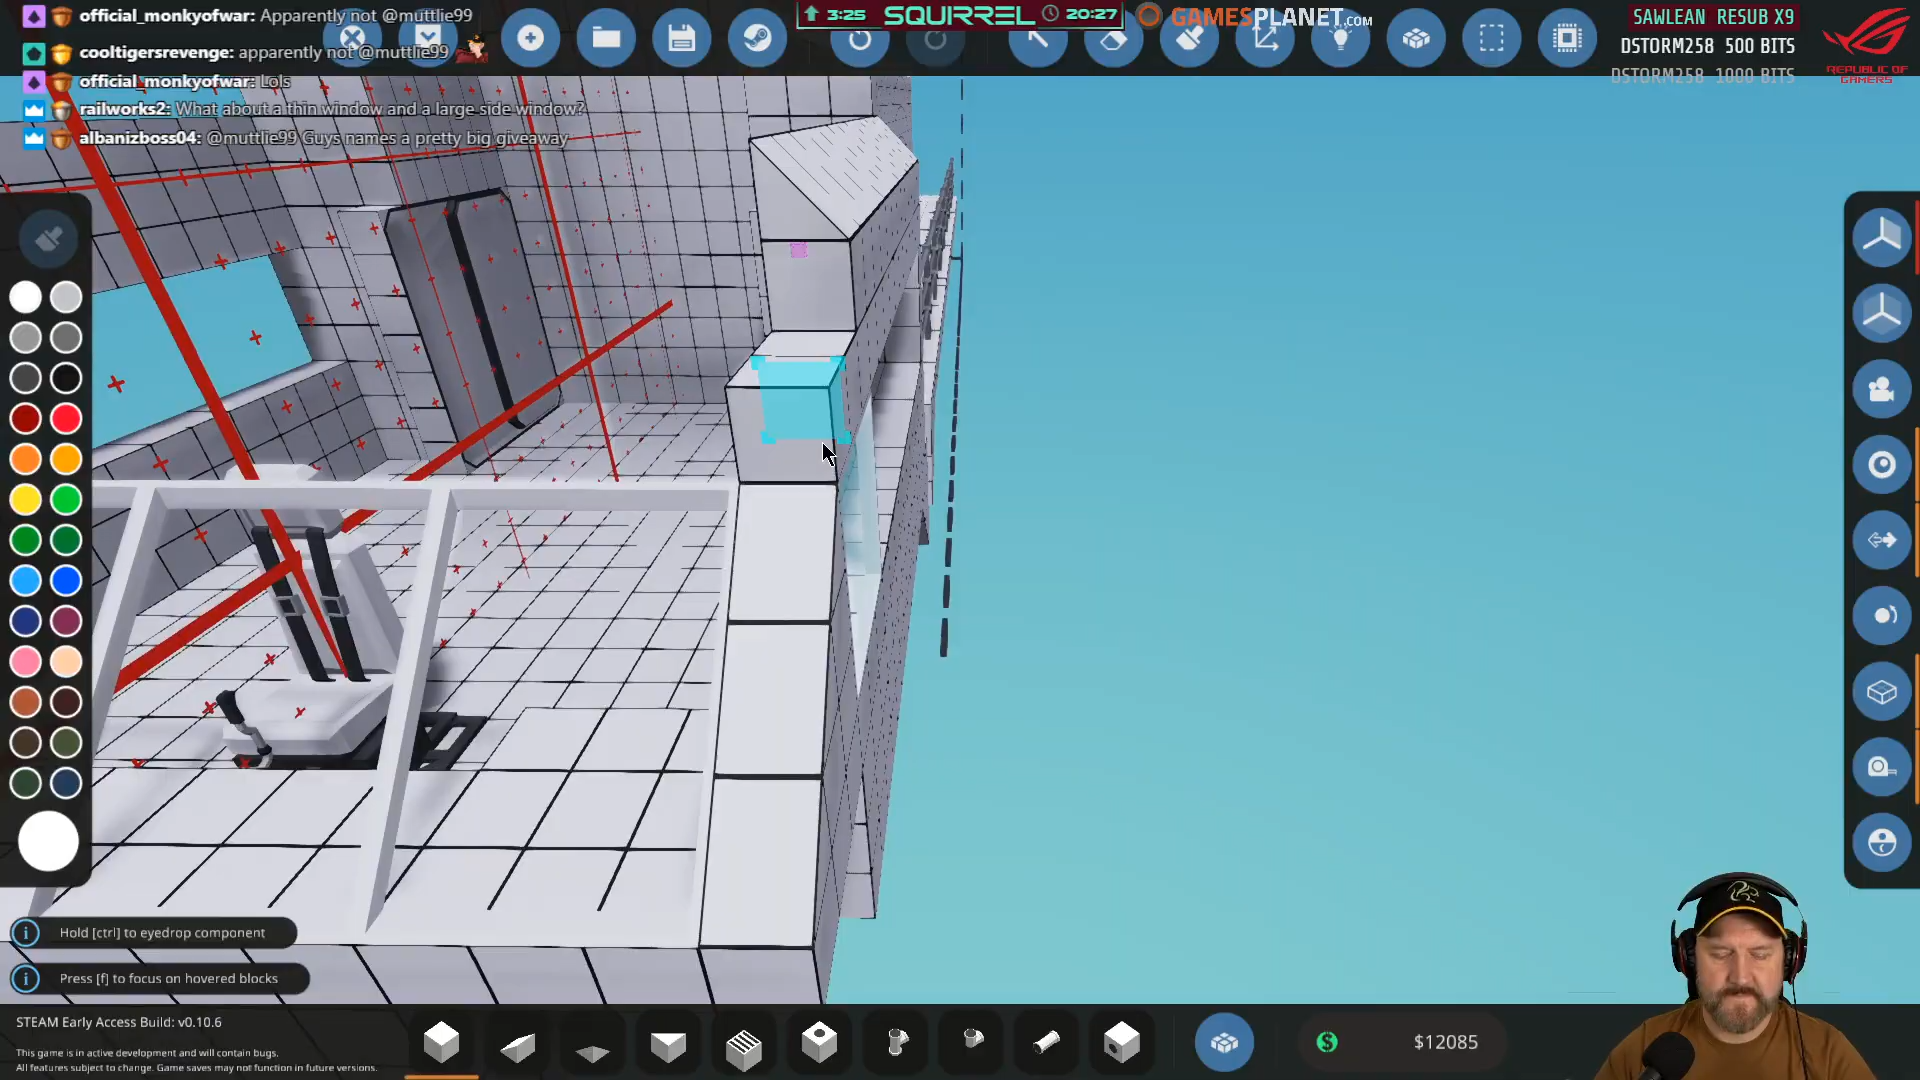 official_monkyofwar: Apparently not @muttlie99
cooltigersrevenge: apparently not @muttlie99
official_monkyofwar: Lols
railworks2: What about a thin window and a large side window?
albanizboss04: @muttlie99 Guys names a pretty big giveaway
3:25 SQUIRREL 20:27
GAMESPLANET.COM
SAWLEAN RESUB X9
DSTORM258 500 BITS
DSTORM258 1000 BITS
REPUBLIC OF
GAMERS
Hold [ctrl] to eyedrop component
Press [f] to focus on hovered blocks
STEAM Early Access Build: v0.10.6
This game is in active development and will contain bugs.
All features subject to change. Game saves may not function in future versions.
$12085